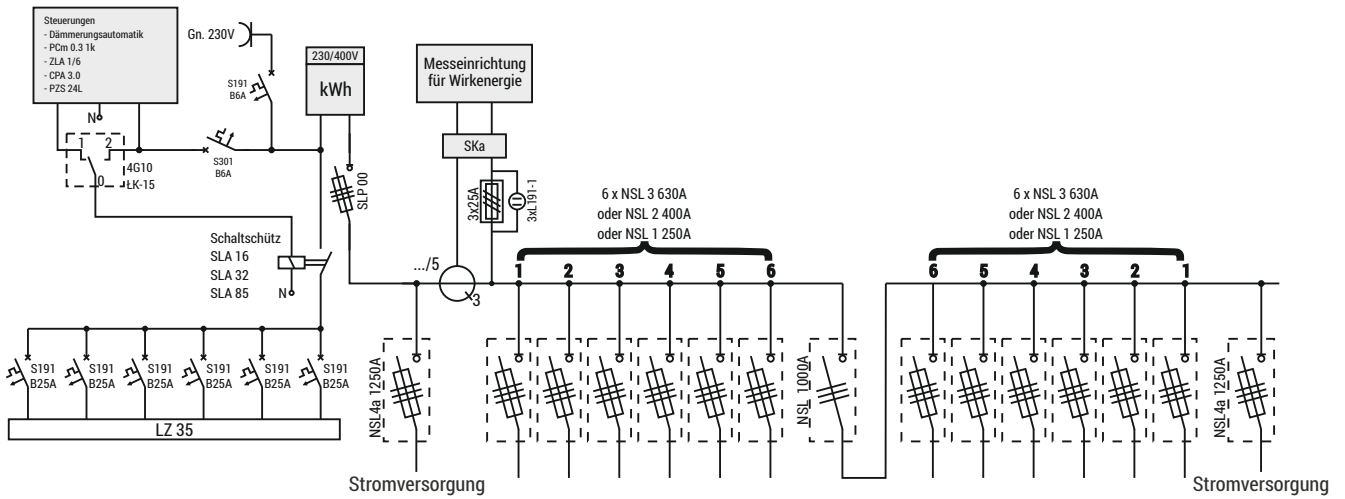 Steuerungen
- Dämmerungsautomatik
- PCm 0.3 1k
- ZLA 1/6
- CPA 3.0
- PZS 24L
N
1 2
0
4G10
ŁK-15
Gn. 230V
S191
B6A
S301
B6A
230/400V
kWh
SLP 00
Schaltschütz
SLA 16
SLA 32
SLA 85
N
S191
B25A
S191
B25A
S191
B25A
S191
B25A
S191
B25A
S191
B25A
LZ 35
Messeinrichtung
für Wirkenergie
SKa
3x25A
3xL191-1
.../5
3
6 x NSL 3 630A
oder NSL 2 400A
oder NSL 1 250A
1 2 3 4 5 6
6 x NSL 3 630A
oder NSL 2 400A
oder NSL 1 250A
6 5 4 3 2 1
NSL4a 1250A
NSL 1000A
NSL4a 1250A
Stromversorgung
Stromversorgung